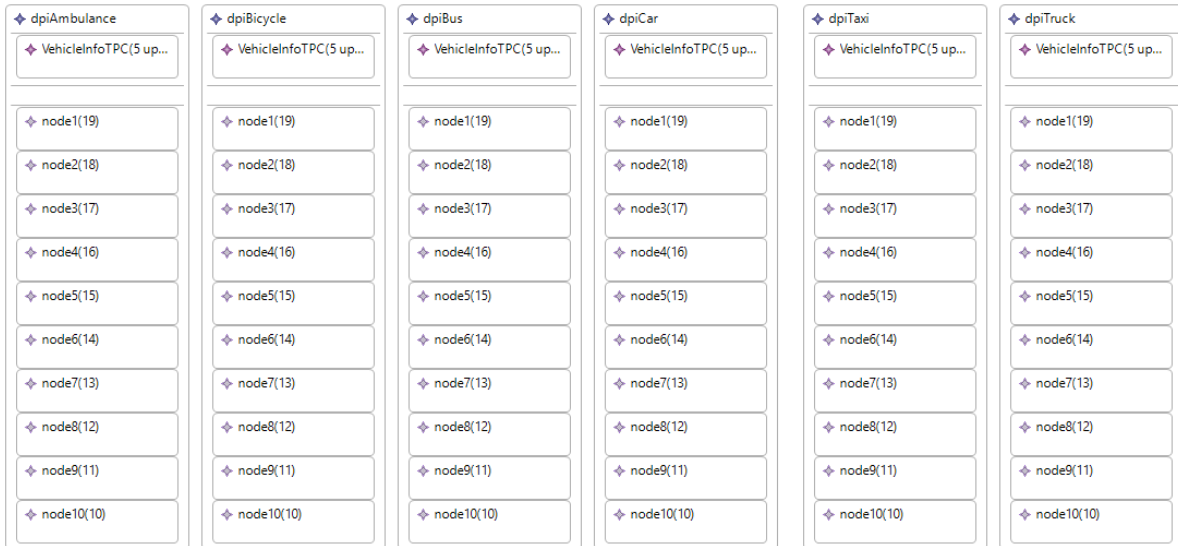 dpiAmbulance
VehicleInfoTPC(5 up...
node1(19)
node2(18)
node3(17)
node4(16)
node5(15)
node6(14)
node7(13)
node8(12)
node9(11)
node10(10)
dpiBicycle
VehicleInfoTPC(5 up...
node1(19)
node2(18)
node3(17)
node4(16)
node5(15)
node6(14)
node7(13)
node8(12)
node9(11)
node10(10)
dpiBus
VehicleInfoTPC(5 up...
node1(19)
node2(18)
node3(17)
node4(16)
node5(15)
node6(14)
node7(13)
node8(12)
node9(11)
node10(10)
dpiCar
VehicleInfoTPC(5 up...
node1(19)
node2(18)
node3(17)
node4(16)
node5(15)
node6(14)
node7(13)
node8(12)
node9(11)
node10(10)
dpiTaxi
VehicleInfoTPC(5 up...
node1(19)
node2(18)
node3(17)
node4(16)
node5(15)
node6(14)
node7(13)
node8(12)
node9(11)
node10(10)
dpiTruck
VehicleInfoTPC(5 up...
node1(19)
node2(18)
node3(17)
node4(16)
node5(15)
node6(14)
node7(13)
node8(12)
node9(11)
node10(10)